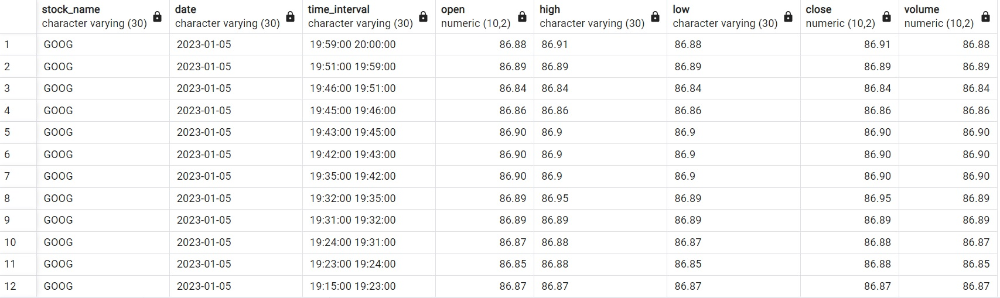 stock_name date time_interval open high low close volume
character varying (30) character varying (30) character varying (30) numeric (10,2) character varying (30) character varying (30) numeric (10,2) numeric (10,2)
1 GOOG 2023-01-05 19:59:00 20:00:00 86.88 86.91 86.88 86.91 86.88
2 GOOG 2023-01-05 19:51:00 19:59:00 86.89 86.89 86.89 86.89 86.89
3 GOOG 2023-01-05 19:46:00 19:51:00 86.84 86.84 86.84 86.84 86.84
4 GOOG 2023-01-05 19:45:00 19:46:00 86.86 86.86 86.86 86.86 86.86
5 GOOG 2023-01-05 19:43:00 19:45:00 86.90 86.9 86.9 86.90 86.90
6 GOOG 2023-01-05 19:42:00 19:43:00 86.90 86.9 86.9 86.90 86.90
7 GOOG 2023-01-05 19:35:00 19:42:00 86.90 86.9 86.9 86.90 86.90
8 GOOG 2023-01-05 19:32:00 19:35:00 86.89 86.95 86.89 86.95 86.89
9 GOOG 2023-01-05 19:31:00 19:32:00 86.89 86.89 86.89 86.89 86.89
10 GOOG 2023-01-05 19:24:00 19:31:00 86.87 86.88 86.87 86.88 86.87
11 GOOG 2023-01-05 19:23:00 19:24:00 86.85 86.88 86.85 86.88 86.85
12 GOOG 2023-01-05 19:15:00 19:23:00 86.87 86.87 86.87 86.87 86.87